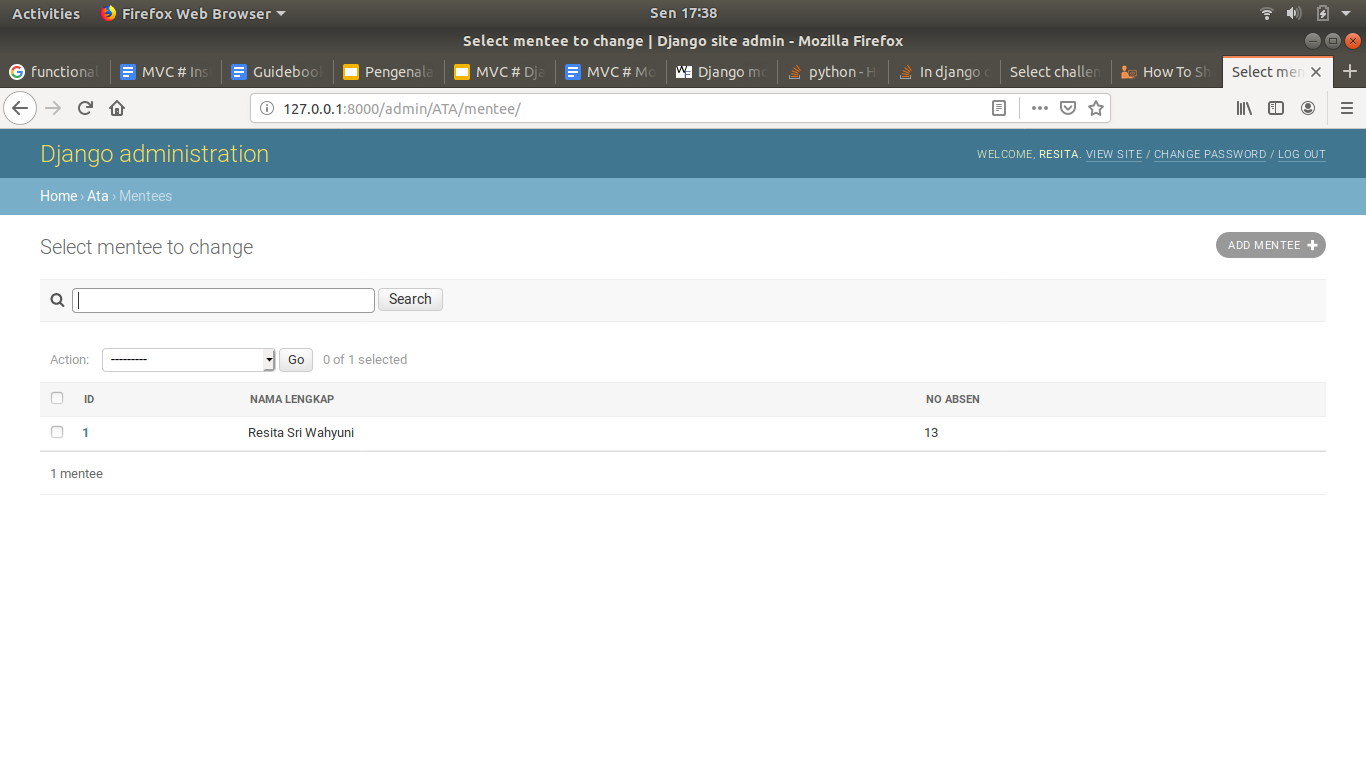 Activities Firefox Web Browser Sen 17:38
Select mentee to change | Django site admin - Mozilla Firefox
functional MVC # Ins Guidebook Pengenala MVC # Dja MVC # Mo Django mo python - H In django c Select challen How To Sh Select men
127.0.0.1:8000/admin/ATA/mentee/
Django administration WELCOME, RESITA. VIEW SITE / CHANGE PASSWORD / LOG OUT
Home › Ata › Mentees
Select mentee to change ADD MENTEE
Search
Action: --------- Go 0 of 1 selected
ID NAMA LENGKAP NO ABSEN
1 Resita Sri Wahyuni 13
1 mentee